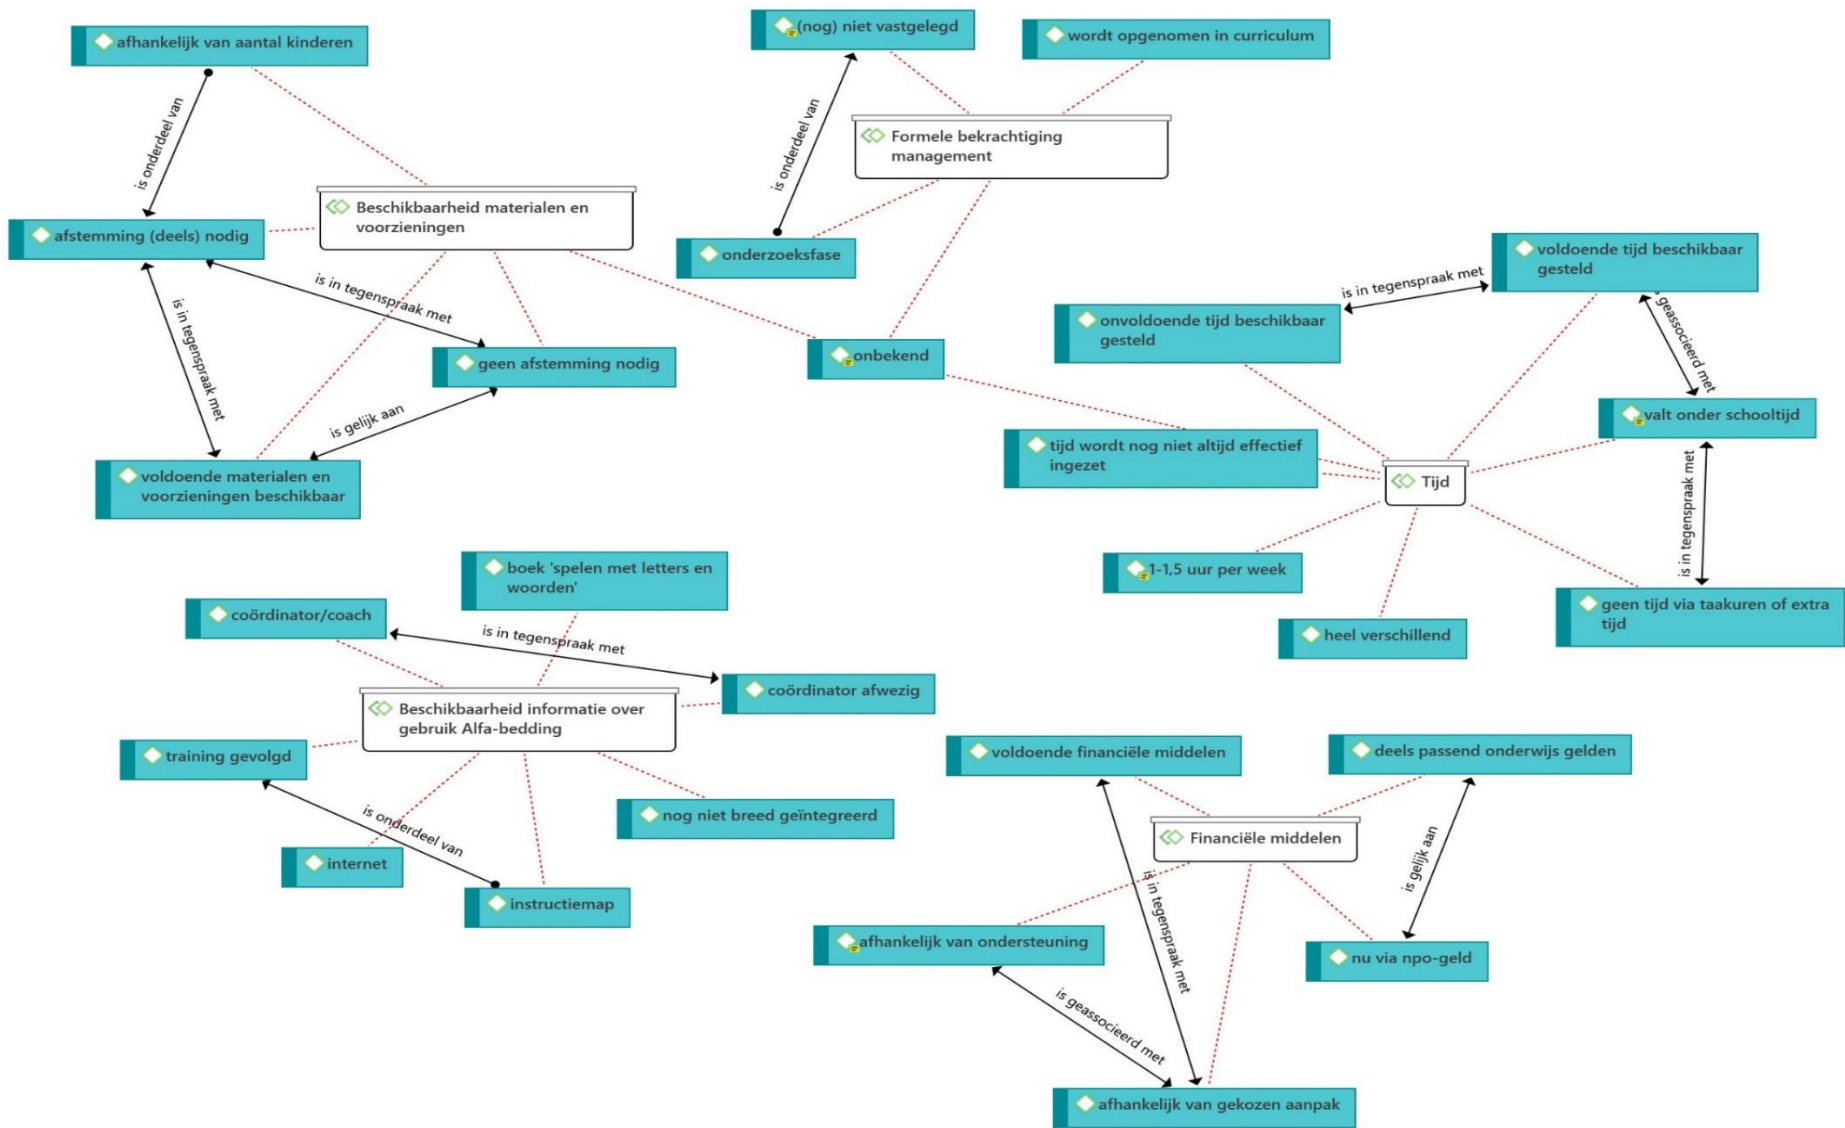 afhankelijk van aantal kinderen
(nog) niet vastgelegd
wordt opgenomen in curriculum
is onderdeel van
is onderdeel van
Formele bekrachtiging
management
Beschikbaarheid materialen en
voorzieningen
afstemming (deels) nodig
onderzoeksfase
voldoende tijd beschikbaar
gesteld
is in tegenspraak met
is in tegenspraak met
is in tegenspraak met
geassocieerd met
onvoldoende tijd beschikbaar
gesteld
onbekend
geen afstemming nodig
is gelijk aan
valt onder schooltijd
tijd wordt nog niet altijd effectief
ingezet
voldoende materialen en
voorzieningen beschikbaar
Tijd
is in tegenspraak met
1-1,5 uur per week
geen tijd via taakuren of extra
tijd
heel verschillend
boek 'spelen met letters en
woorden'
coördinator/coach
is in tegenspraak met
coördinator afwezig
Beschikbaarheid informatie over
gebruik Alfa-bedding
training gevolgd
is onderdeel van
nog niet breed geïntegreerd
internet
instructiemap
voldoende financiële middelen
deels passend onderwijs gelden
Financiële middelen
is gelijk aan
is in tegenspraak met
afhankelijk van ondersteuning
nu via npo-geld
is geassocieerd met
afhankelijk van gekozen aanpak